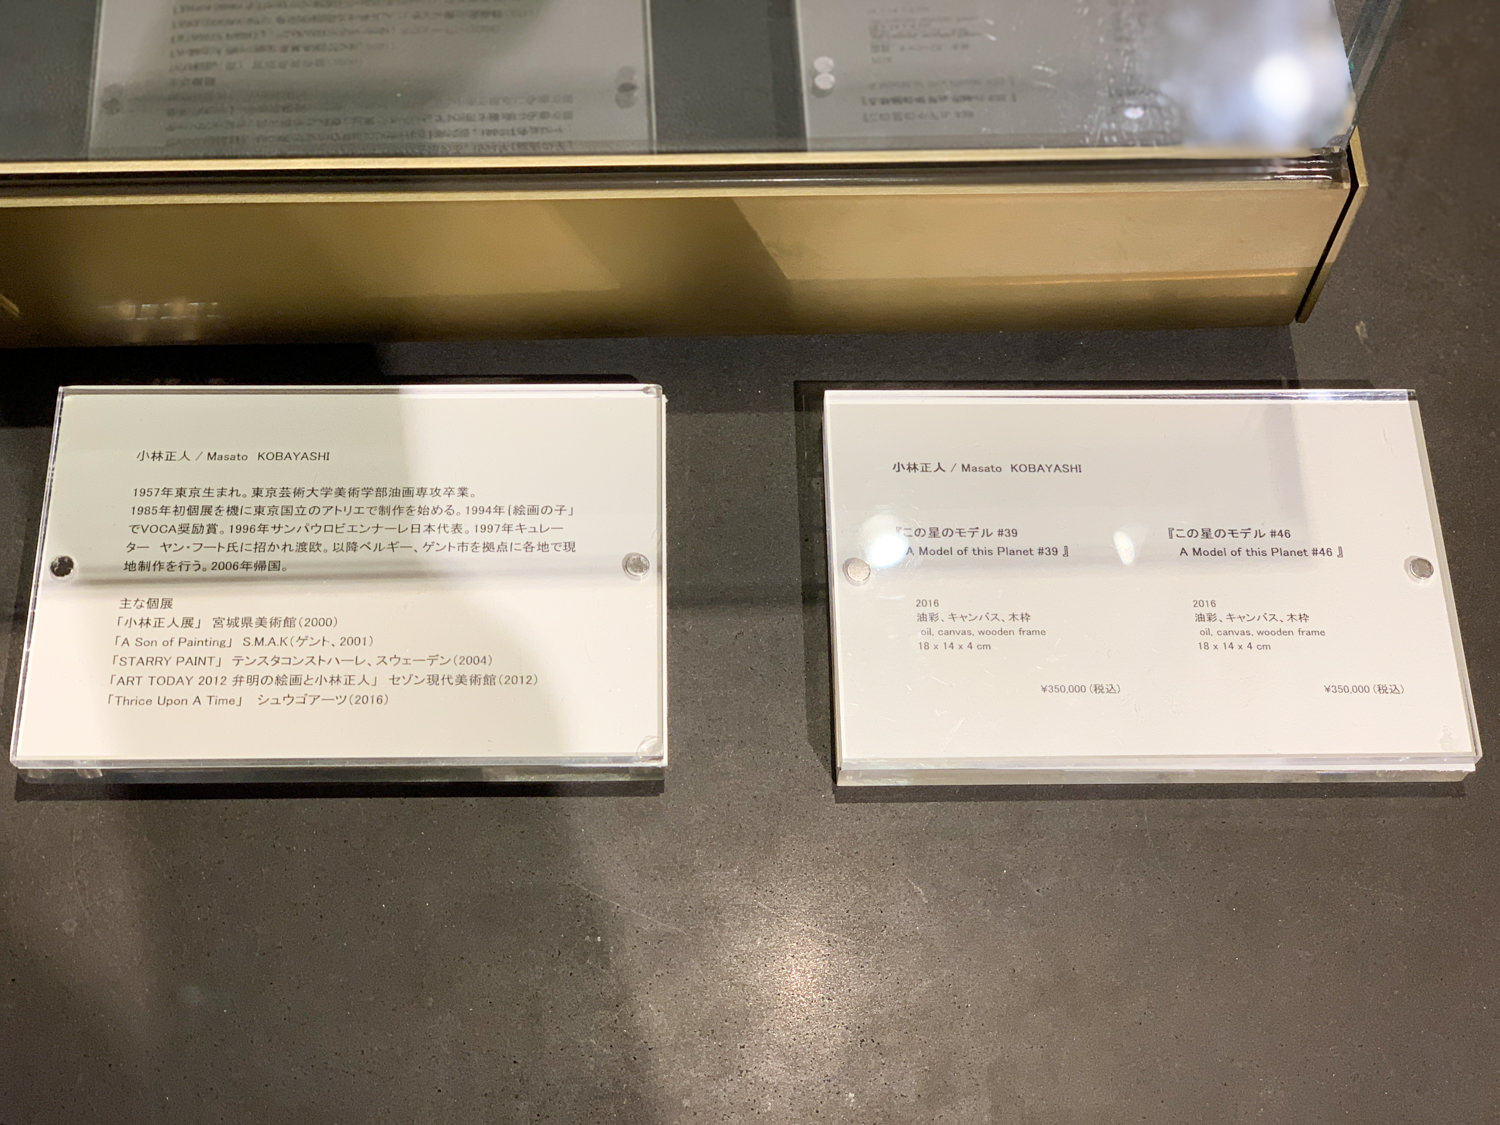 小林正人 / Masato KOBAYASHI
1957年東京生まれ。東京芸術大学美術学部油画専攻卒業。
1985年初個展を機に東京国立のアトリエで制作を始める。1994年｛絵画の子」
でVOCA奨励賞。1996年サンパウロビエンナーレ日本代表。1997年キュレー
ター ヤン・フート氏に招かれ渡欧。以降ベルギー、ゲント市を拠点に各地で現
地制作を行う。2006年帰国。
主な個展
「小林正人展」 宮城県美術館（2000）
「A Son of Painting」 S.M.A.K（ゲント、2001）
「STARRY PAINT」 テンスタコンストハーレ、スウェーデン（2004）
「ART TODAY 2012 弁明の絵画と小林正人」 セゾン現代美術館（2012）
「Thrice Upon A Time」 シュウゴアーツ（2016）
小林正人 / Masato KOBAYASHI
『この星のモデル #39
A Model of this Planet #39 』
2016
油彩、キャンバス、木枠
oil, canvas, wooden frame
18 x 14 x 4 cm
¥350,000（税込）
『この星のモデル #46
A Model of this Planet #46 』
2016
油彩、キャンバス、木枠
oil, canvas, wooden frame
18 x 14 x 4 cm
¥350,000（税込）